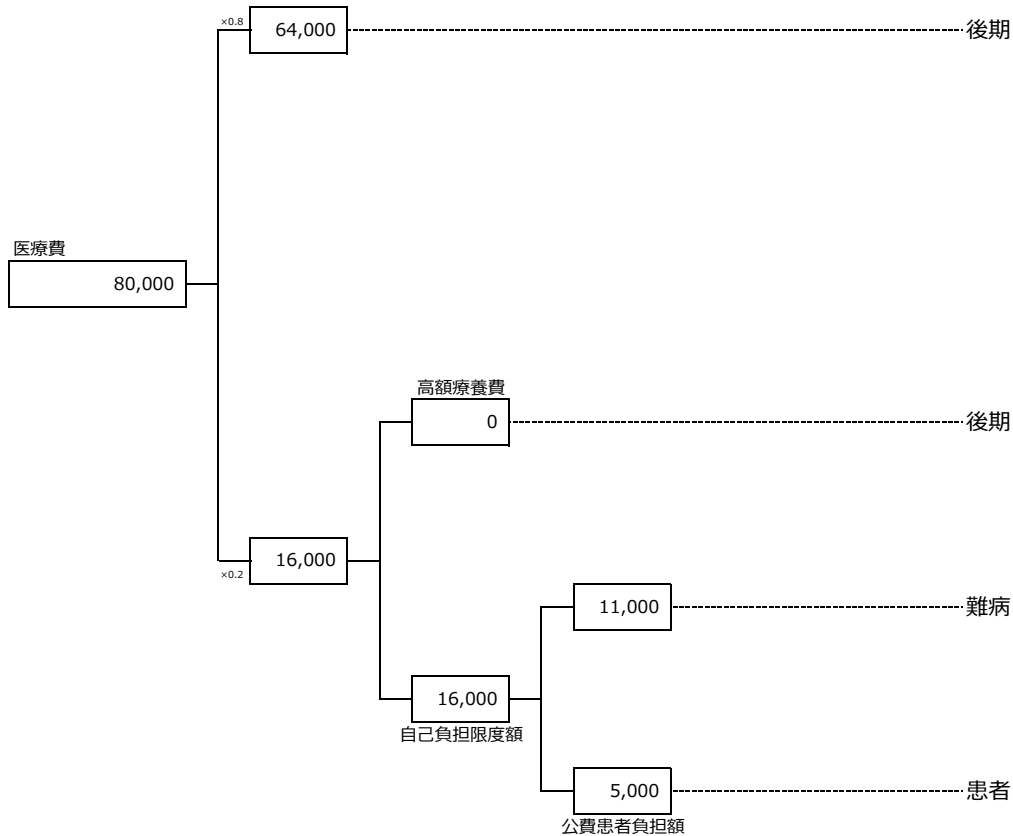 ×0.8
64,000
後期
医療費
80,000
高額療養費
0
後期
16,000
×0.2
11,000
難病
16,000
自己負担限度額
5,000
患者
公費患者負担額